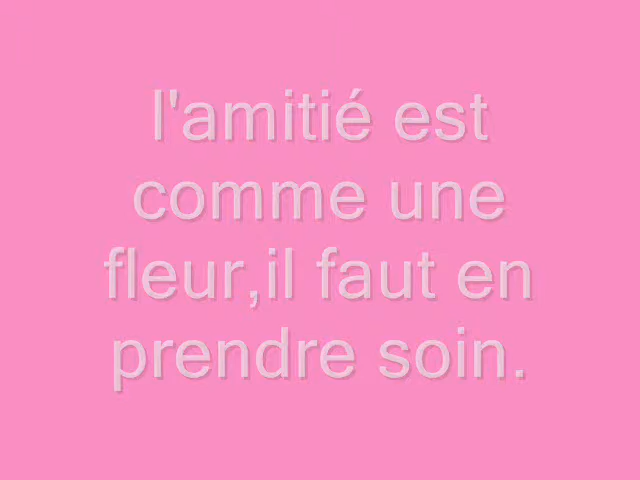 l'amitié est
comme une
fleur,il faut en
prendre soin.